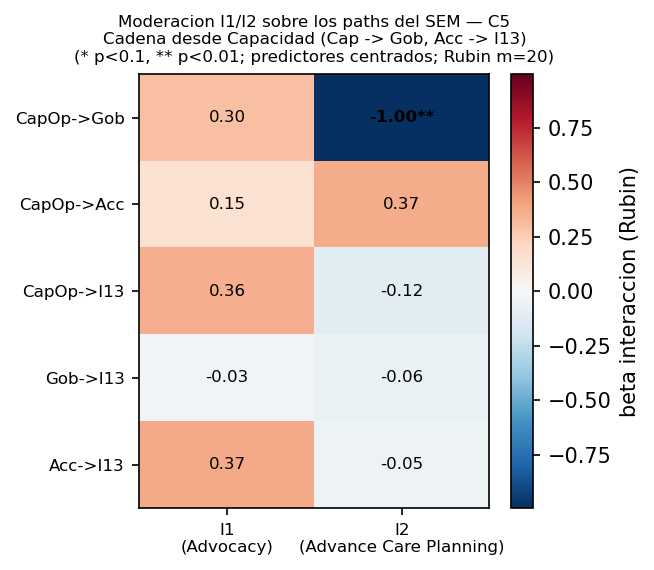 Moderacion I1/I2 sobre los paths del SEM — C5
Cadena desde Capacidad (Cap -> Gob, Acc -> I13)
(* p<0.1, ** p<0.01; predictores centrados; Rubin m=20)
CapOp->Gob
0.30
-1.00**
CapOp->Acc
0.15
0.37
CapOp->I13
0.36
-0.12
Gob->I13
-0.03
-0.06
Acc->I13
0.37
-0.05
I1
(Advocacy)
I2
(Advance Care Planning)
0.75
0.50
0.25
0.00
−0.25
−0.50
−0.75
beta interaccion (Rubin)